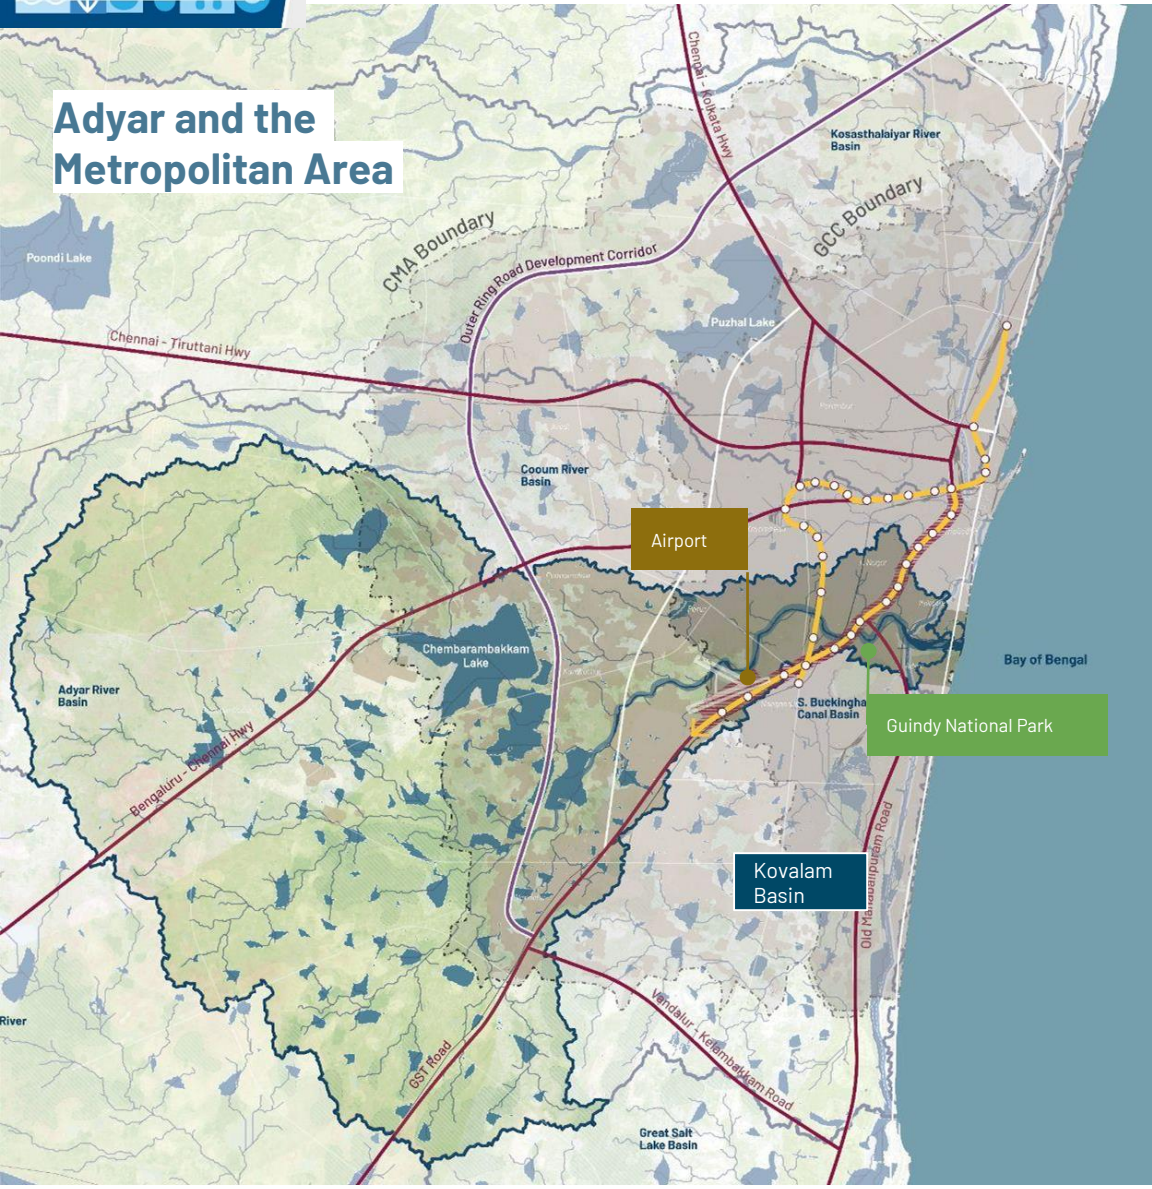 Adyar and the
Metropolitan Area
Chennai - Kolkata Hwy
Kosasthalaiyar River
Basin
CMA Boundary
GCC Boundary
Poondi Lake
Outer Ring Road Development Corridor
Puzhal Lake
Chennai - Tiruttani Hwy
Cooum River
Basin
Airport
Chembarambakkam
Lake
Bay of Bengal
Adyar River
Basin
S. Buckingha
Canal Basin
Guindy National Park
Bengaluru - Chennai Hwy
Kovalam
Basin
Old Mahabalipuram Road
River
Vandalur - Kelambakkam Road
GST Road
Great Salt
Lake Basin